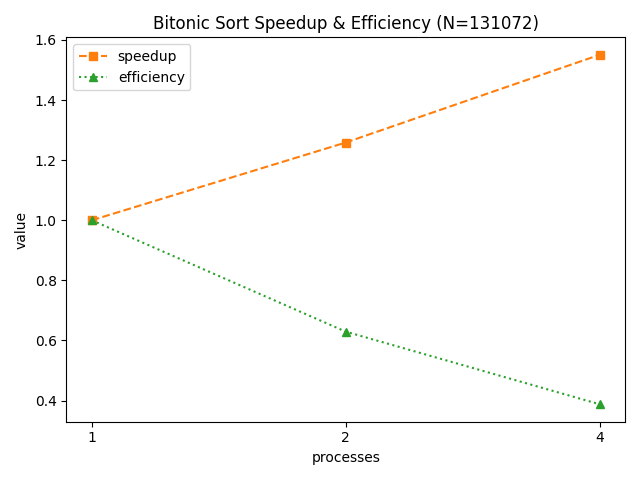 Bitonic Sort Speedup & Efficiency (N=131072)
speedup
efficiency
1.6
1.4
1.2
1.0
0.8
0.6
0.4
value
1 2 4
processes